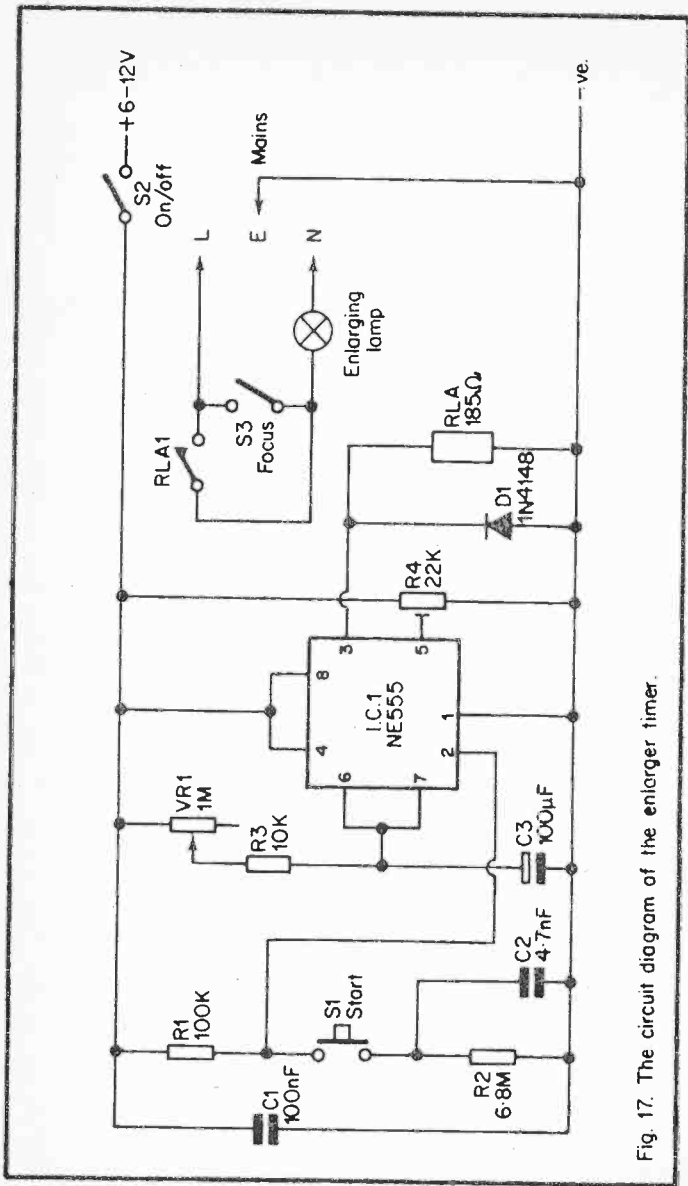 +6-12V
S2
On/off
L
E
Mains
N
RLA1
S3
Focus
Enlarging
lamp
-ve.
VR1
1M
R3
10K
R1
100K
C1
100nF
S1
Start
R2
6·8M
C2
4·7nF
C3
100µF
4
8
6
7
I.C.1
NE555
3
5
2
1
R4
22K
D1
1N4148
RLA
185Ω
Fig. 17. The circuit diagram of the enlarger timer.